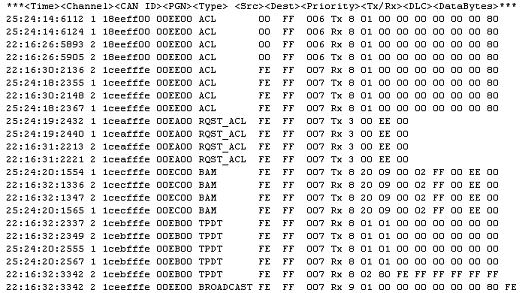 ***<Time><Channel><CAN ID><PGN><Type> <Src><Dest><Priority><Tx/Rx><DLC><DataBytes>***
25:24:14:6112 1 18eeff00 00EE00 ACL 00 FF 006 Tx 8 01 00 00 00 00 00 00 80
25:24:14:6124 1 18eeff00 00EE00 ACL 00 FF 006 Rx 8 01 00 00 00 00 00 00 80
22:16:26:5893 2 18eeff00 00EE00 ACL 00 FF 006 Tx 8 01 00 00 00 00 00 00 80
22:16:26:5905 2 18eeff00 00EE00 ACL 00 FF 006 Rx 8 01 00 00 00 00 00 00 80
22:16:30:2136 2 1ceefffe 00EE00 ACL FE FF 007 Rx 8 01 00 00 00 00 00 00 80
25:24:18:2355 1 1ceefffe 00EE00 ACL FE FF 007 Tx 8 01 00 00 00 00 00 00 80
22:16:30:2148 2 1ceefffe 00EE00 ACL FE FF 007 Rx 8 01 00 00 00 00 00 00 80
25:24:18:2367 1 1ceefffe 00EE00 ACL FE FF 007 Rx 8 01 00 00 00 00 00 00 80
25:24:19:2432 1 1ceafffe 00EA00 RQST_ACL FE FF 007 Tx 3 00 EE 00
25:24:19:2440 1 1ceafffe 00EA00 RQST_ACL FE FF 007 Rx 3 00 EE 00
22:16:31:2213 2 1ceafffe 00EA00 RQST_ACL FE FF 007 Tx 3 00 EE 00
22:16:31:2221 2 1ceafffe 00EA00 RQST_ACL FE FF 007 Rx 3 00 EE 00
25:24:20:1554 1 1cecfffe 00EC00 BAM FE FF 007 Tx 8 20 09 00 02 FF 00 EE 00
22:16:32:1336 2 1cecfffe 00EC00 BAM FE FF 007 Rx 8 20 09 00 02 FF 00 EE 00
22:16:32:1347 2 1cecfffe 00EC00 BAM FE FF 007 Rx 8 20 09 00 02 FF 00 EE 00
25:24:20:1565 1 1cecfffe 00EC00 BAM FE FF 007 Rx 8 20 09 00 02 FF 00 EE 00
22:16:32:2337 2 1cebfffe 00EB00 TPDT FE FF 007 Rx 8 01 01 00 00 00 00 00 00
22:16:32:2349 2 1cebfffe 00EB00 TPDT FE FF 007 Rx 8 01 01 00 00 00 00 00 00
25:24:20:2555 1 1cebfffe 00EB00 TPDT FE FF 007 Tx 8 01 01 00 00 00 00 00 00
25:24:20:2567 1 1cebfffe 00EB00 TPDT FE FF 007 Rx 8 01 01 00 00 00 00 00 00
22:16:32:3342 2 1cebfffe 00EB00 TPDT FE FF 007 Rx 8 02 80 FE FF FF FF FF FF
22:16:32:3342 2 1ceefffe 00EE00 BROADCAST FE FF 007 Rx 9 01 00 00 00 00 00 00 80 FE